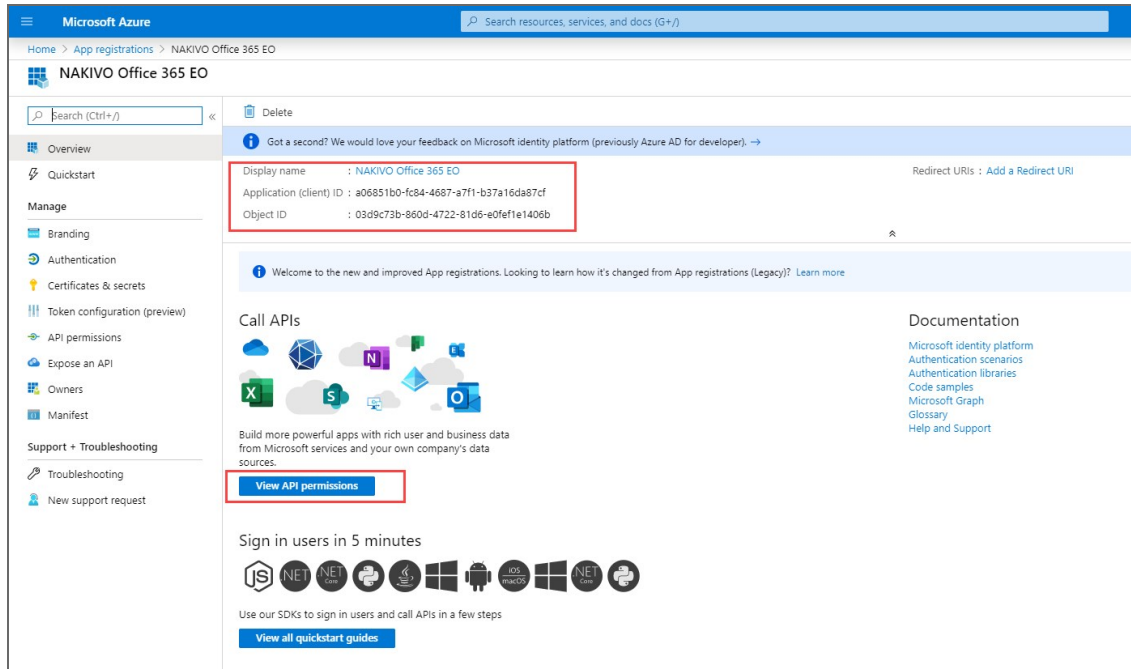 Microsoft Azure
Search resources, services, and docs (G+/)
Home > App registrations > NAKIVO Office 365 EO
NAKIVO Office 365 EO
Search (Ctrl+/)
«
Delete
Got a second? We would love your feedback on Microsoft identity platform (previously Azure AD for developer). →
Overview
Quickstart
Manage
Branding
Authentication
Certificates & secrets
Token configuration (preview)
API permissions
Expose an API
Owners
Manifest
Support + Troubleshooting
Troubleshooting
New support request
Display name : NAKIVO Office 365 EO
Application (client) ID : a06851b0-fc84-4687-a7f1-b37a16da87cf
Object ID : 03d9c73b-860d-4722-81d6-e0fef1e1406b
Redirect URIs : Add a Redirect URI
Welcome to the new and improved App registrations. Looking to learn how it's changed from App registrations (Legacy)? Learn more
Call APIs
N
E
X
S
O
Build more powerful apps with rich user and business data
from Microsoft services and your own company's data
sources.
View API permissions
Documentation
Microsoft identity platform
Authentication scenarios
Authentication libraries
Code samples
Microsoft Graph
Glossary
Help and Support
Sign in users in 5 minutes
JS .NET .NET Core iOS macOS .NET Core
Use our SDKs to sign in users and call APIs in a few steps
View all quickstart guides